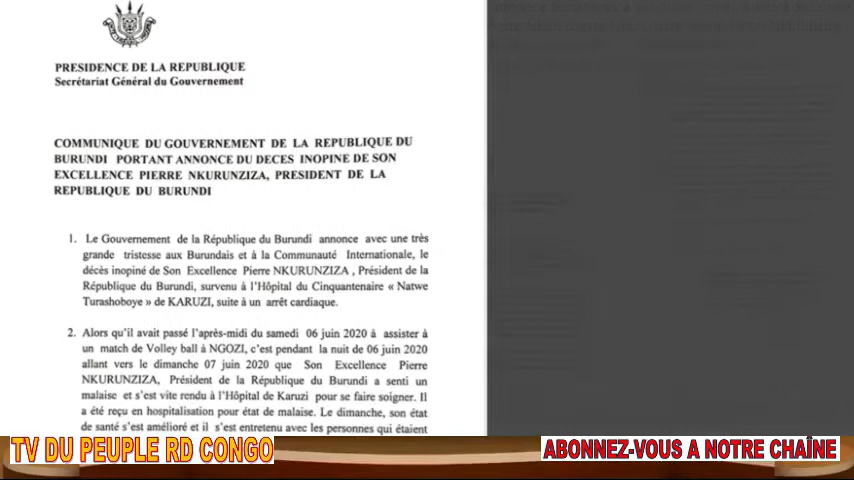 PRESIDENCE DE LA REPUBLIQUE
Secrétariat Général du Gouvernement
COMMUNIQUE DU GOUVERNEMENT DE LA REPUBLIQUE DU
BURUNDI PORTANT ANNONCE DU DECES INOPINE DE SON
EXCELLENCE PIERRE NKURUNZIZA, PRESIDENT DE LA
REPUBLIQUE DU BURUNDI
1. Le Gouvernement de la République du Burundi annonce avec une très
grande tristesse aux Burundais et à la Communauté Internationale, le
décès inopiné de Son Excellence Pierre NKURUNZIZA , Président de la
République du Burundi, survenu à l'Hôpital du Cinquantenaire « Natwe
Turashoboye » de KARUZI, suite à un arrêt cardiaque.
2. Alors qu'il avait passé l'après-midi du samedi 06 juin 2020 à assister à
un match de Volley ball à NGOZI, c'est pendant la nuit de 06 juin 2020
allant vers le dimanche 07 juin 2020 que Son Excellence Pierre
NKURUNZIZA, Président de la République du Burundi a senti un
malaise et s'est vite rendu à l'Hôpital de Karuzi pour se faire soigner. Il
a été reçu en hospitalisation pour état de malaise. Le dimanche, son état
de santé s'est amélioré et il s'est entretenu avec les personnes qui étaient
TV DU PEUPLE RD CONGO
ABONNEZ-VOUS A NOTRE CHAÎNE